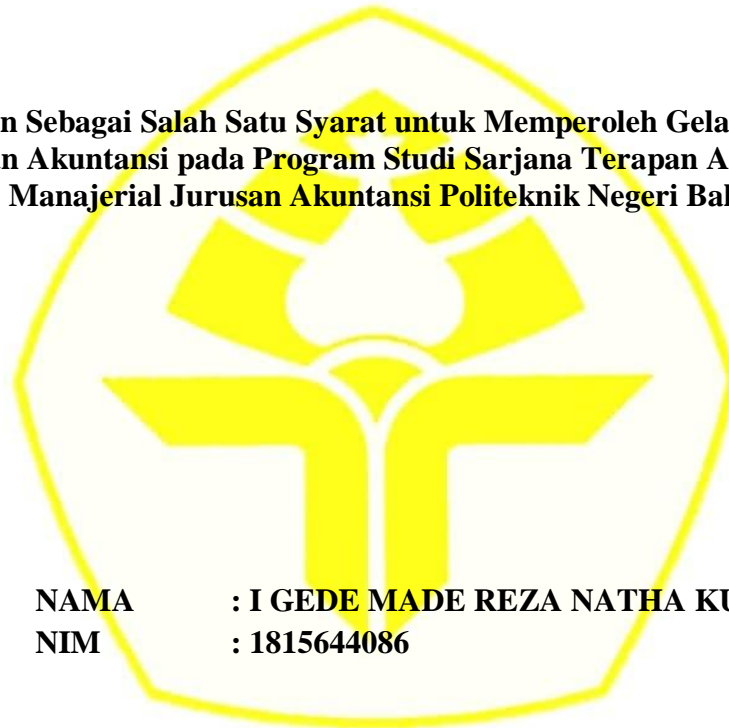 n Sebagai Salah Satu Syarat untuk Memperoleh Gela
n Akuntansi pada Program Studi Sarjana Terapan A
Manajerial Jurusan Akuntansi Politeknik Negeri Bal
NAMA : I GEDE MADE REZA NATHA KU
NIM : 1815644086